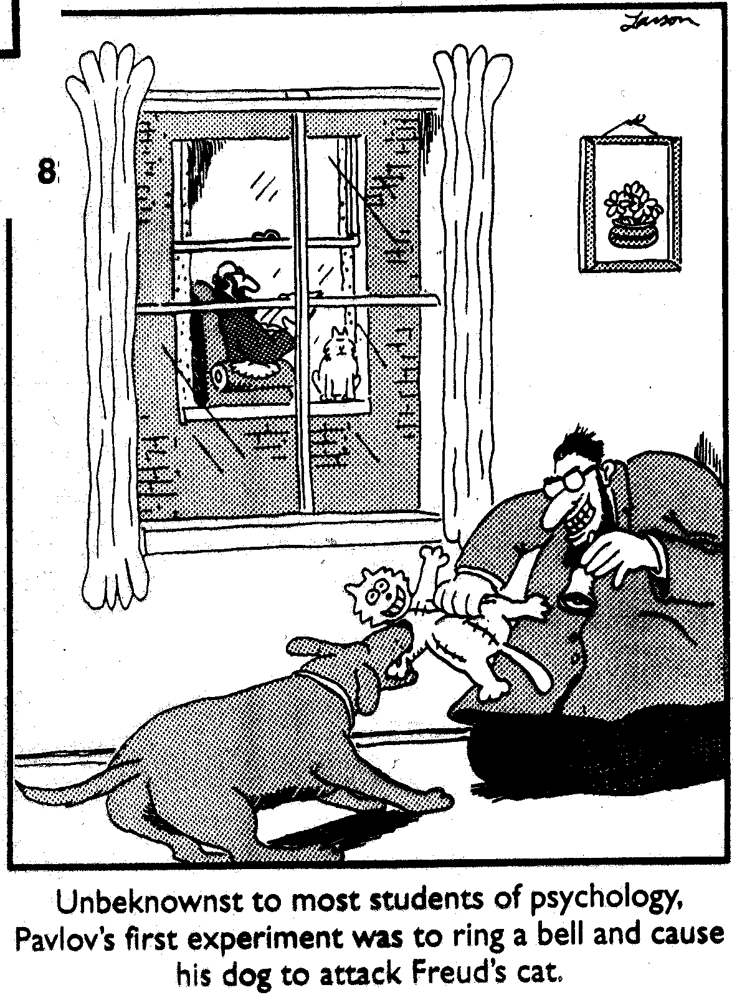 Larson
8
Unbeknownst to most students of psychology,
Pavlov's first experiment was to ring a bell and cause
his dog to attack Freud's cat.